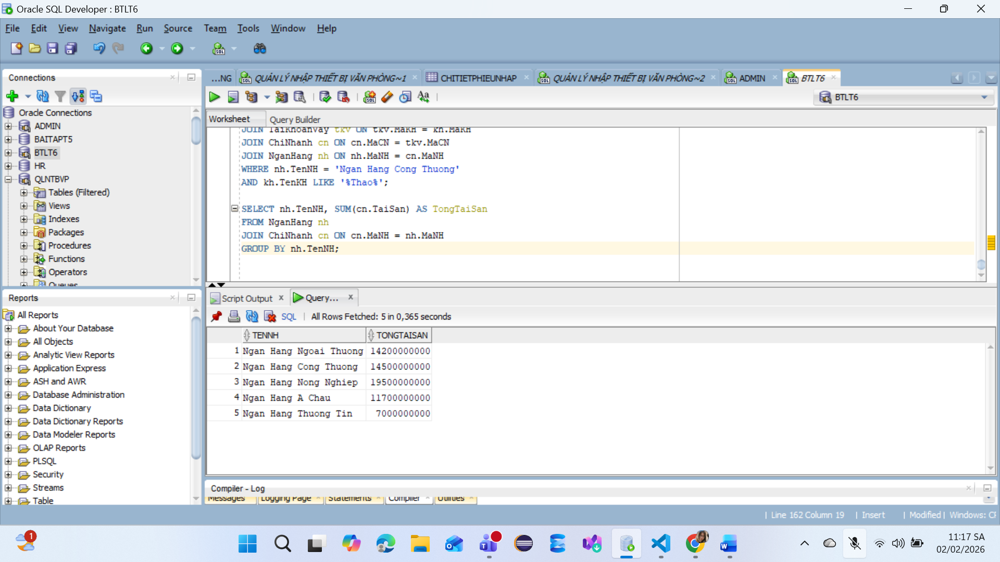 Oracle SQL Developer : BTLT6
File Edit View Navigate Run Source Team Tools Window Help
Connections
Oracle Connections
ADMIN
BAITAPT5
BTLT6
HR
QLNTBVP
Tables (Filtered)
Views
Indexes
Packages
Procedures
Functions
Operators
Queues
Reports
All Reports
About Your Database
All Objects
Analytic View Reports
Application Express
ASH and AWR
Database Administration
Data Dictionary
Data Dictionary Reports
Data Modeler Reports
OLAP Reports
PLSQL
Security
Streams
Table
...NG QUẢN LÝ NHẬP THIẾT BỊ VĂN PHÒNG~1 CHITIETPHIEUNHAP QUẢN LÝ NHẬP THIẾT BỊ VĂN PHÒNG~2 ADMIN BTLT6
BTLT6
Worksheet Query Builder
JOIN TaiKhoanVay tkv ON tkv.MaKH = kh.MaKH
JOIN ChiNhanh cn ON cn.MaCN = tkv.MaCN
JOIN NganHang nh ON nh.MaNH = cn.MaNH
WHERE nh.TenNH = 'Ngan Hang Cong Thuong'
AND kh.TenKH LIKE '%Thao%';
SELECT nh.TenNH, SUM(cn.TaiSan) AS TongTaiSan
FROM NganHang nh
JOIN ChiNhanh cn ON cn.MaNH = nh.MaNH
GROUP BY nh.TenNH;
Script Output x Query... x
SQL | All Rows Fetched: 5 in 0,365 seconds
TENNH TONGTAISAN
1 Ngan Hang Ngoai Thuong 14200000000
2 Ngan Hang Cong Thuong 14500000000
3 Ngan Hang Nong Nghiep 19500000000
4 Ngan Hang A Chau 11700000000
5 Ngan Hang Thuong Tin 7000000000
Compiler - Log
Messages Logging Page Statements Compiler Utilities
| Line 162 Column 19 | Insert | Modified | Windows: CF
1
11:17 SA
02/02/2026